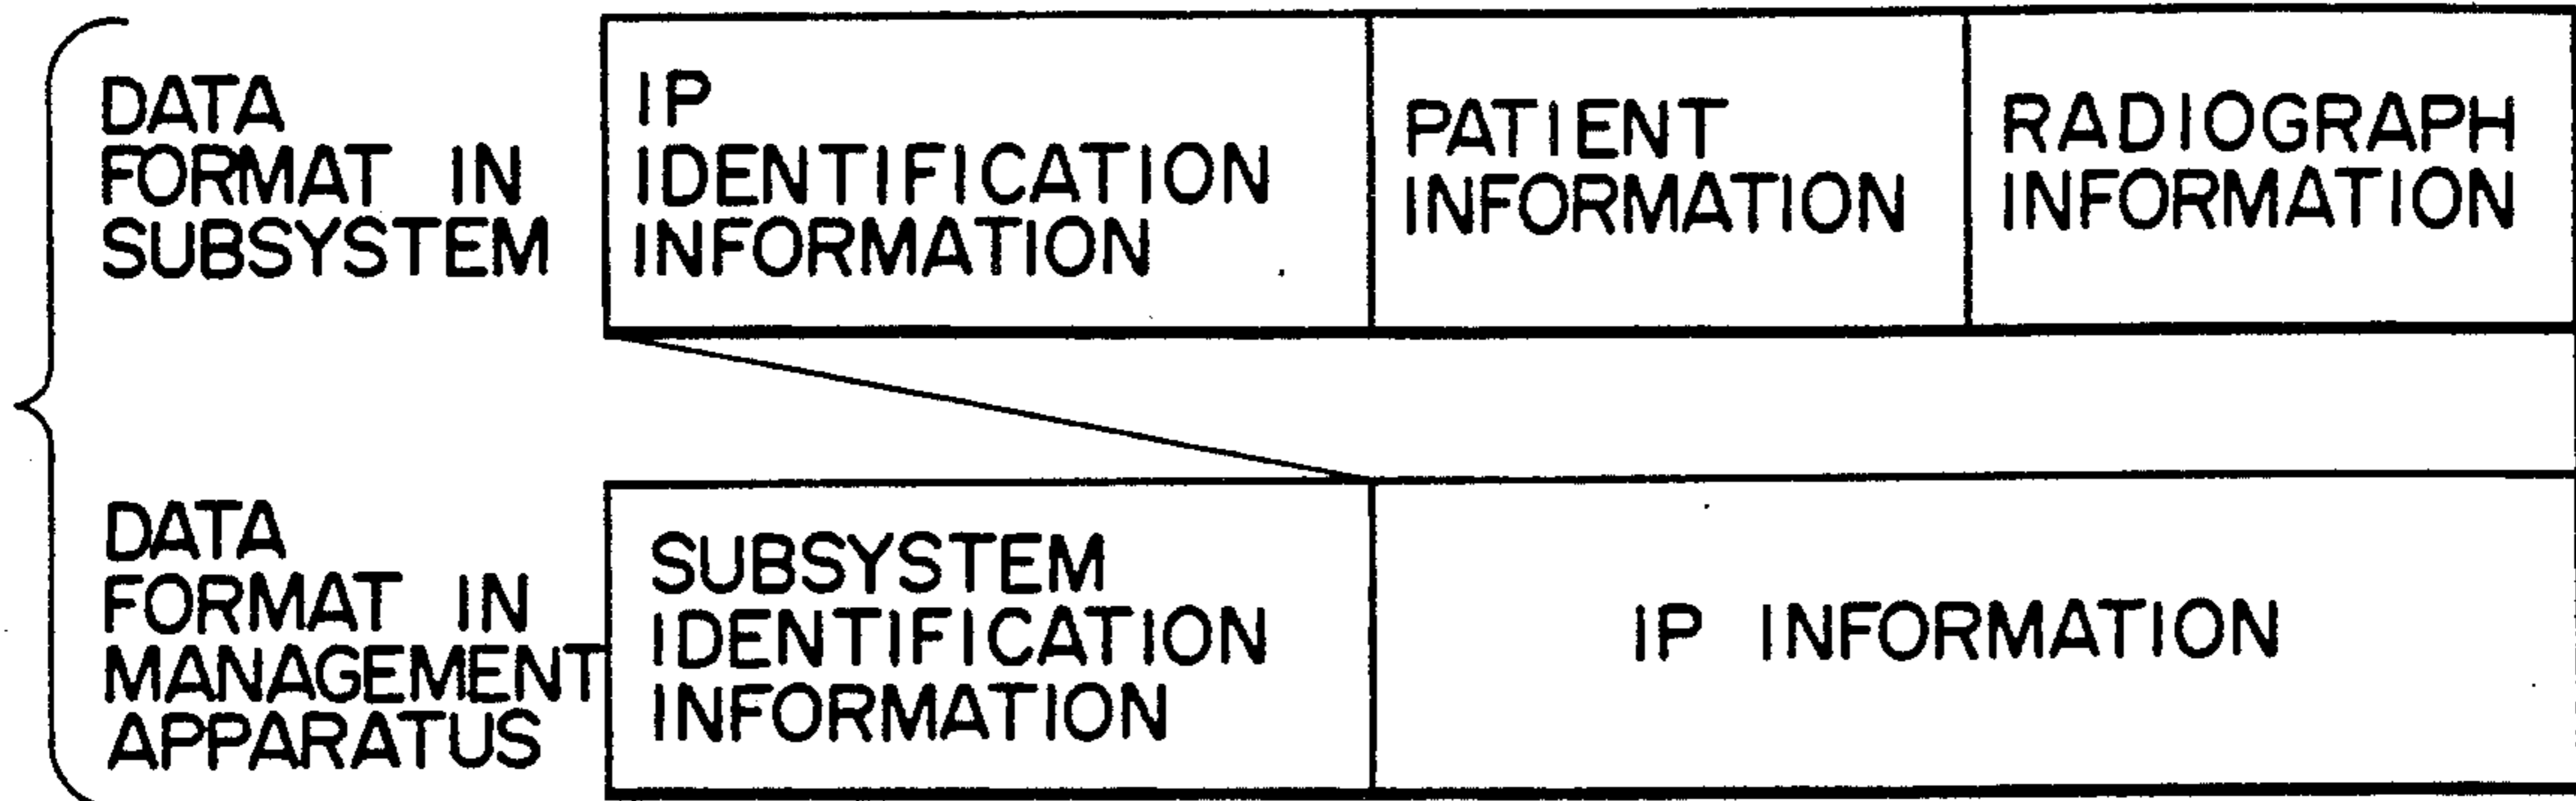 DATA
FORMAT IN
SUBSYSTEM
IP
IDENTIFICATION
INFORMATION
PATIENT
INFORMATION
RADIOGRAPH
INFORMATION
DATA
FORMAT IN
MANAGEMENT
APPARATUS
SUBSYSTEM
IDENTIFICATION
INFORMATION
IP INFORMATION